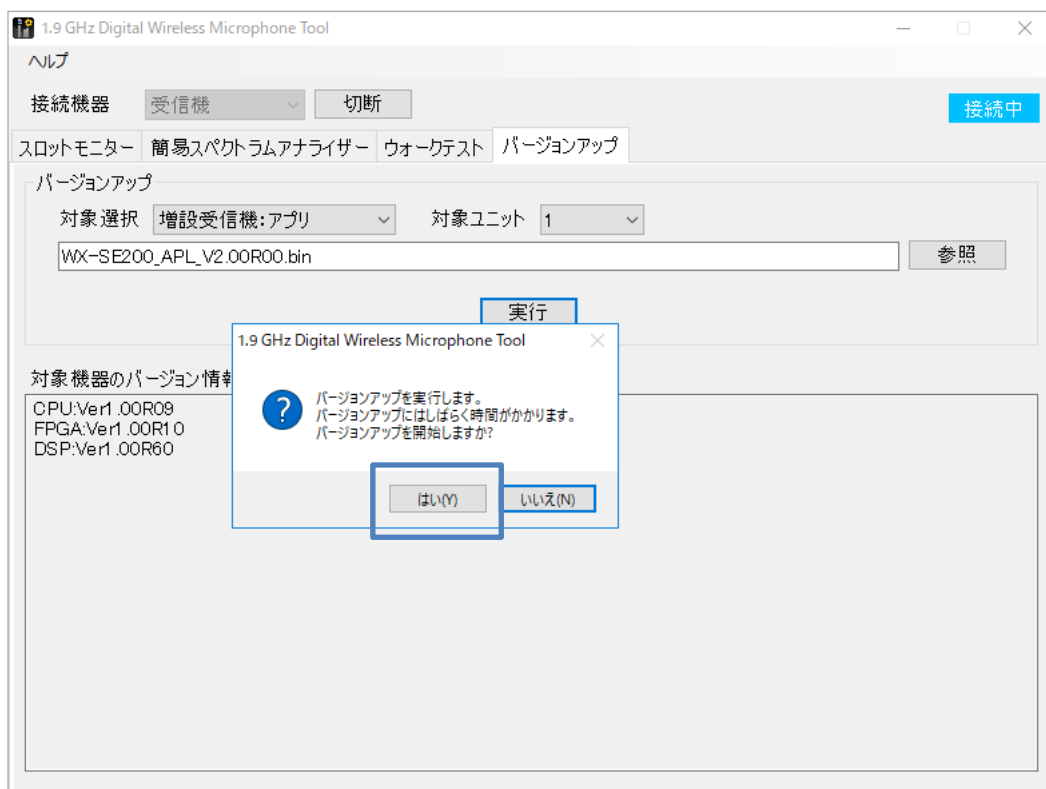 1.9 GHz Digital Wireless Microphone Tool
ヘルプ
接続機器 受信機 切断 接続中
スロットモニター 簡易スペクトラムアナライザー ウォークテスト バージョンアップ
バージョンアップ
対象選択 増設受信機:アプリ 対象ユニット 1
WX-SE200_APL_V2.00R00.bin 参照
実行
1.9 GHz Digital Wireless Microphone Tool
バージョンアップを実行します。
バージョンアップにはしばらく時間がかかります。
バージョンアップを開始しますか?
はい(Y) いいえ(N)
対象機器のバージョン情
CPU:Ver1.00R09
FPGA:Ver1.00R10
DSP:Ver1.00R60